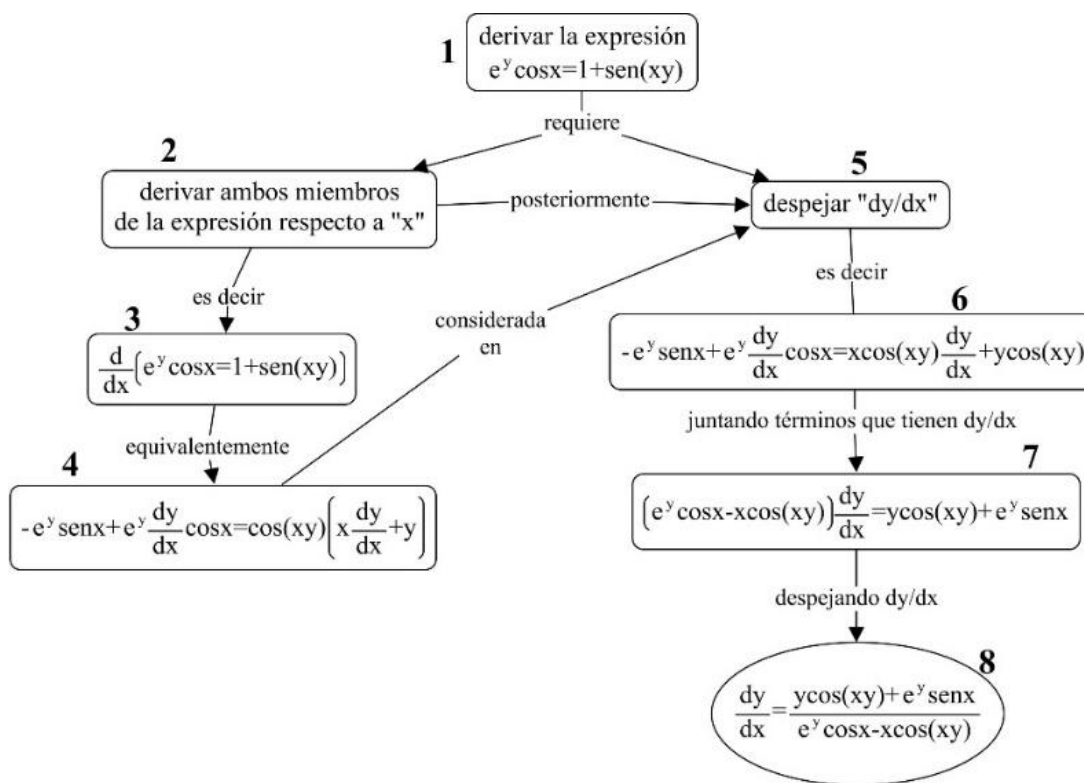 1
derivar la expresión
e^y cosx=1+sen(xy)
requiere
2
derivar ambos miembros
de la expresión respecto a "x"
posteriormente
5
despejar "dy/dx"
es decir
3
d/dx(e^y cosx=1+sen(xy))
equivalentemente
4
-e^y senx+e^y dy/dx cosx=cos(xy)(x dy/dx+y)
considerada
en
es decir
6
-e^y senx+e^y dy/dx cosx=xcos(xy) dy/dx+ycos(xy)
juntando términos que tienen dy/dx
7
(e^y cosx-xcos(xy)) dy/dx=ycos(xy)+e^y senx
despejando dy/dx
8
dy/dx=ycos(xy)+e^y senx/e^y cosx-xcos(xy)